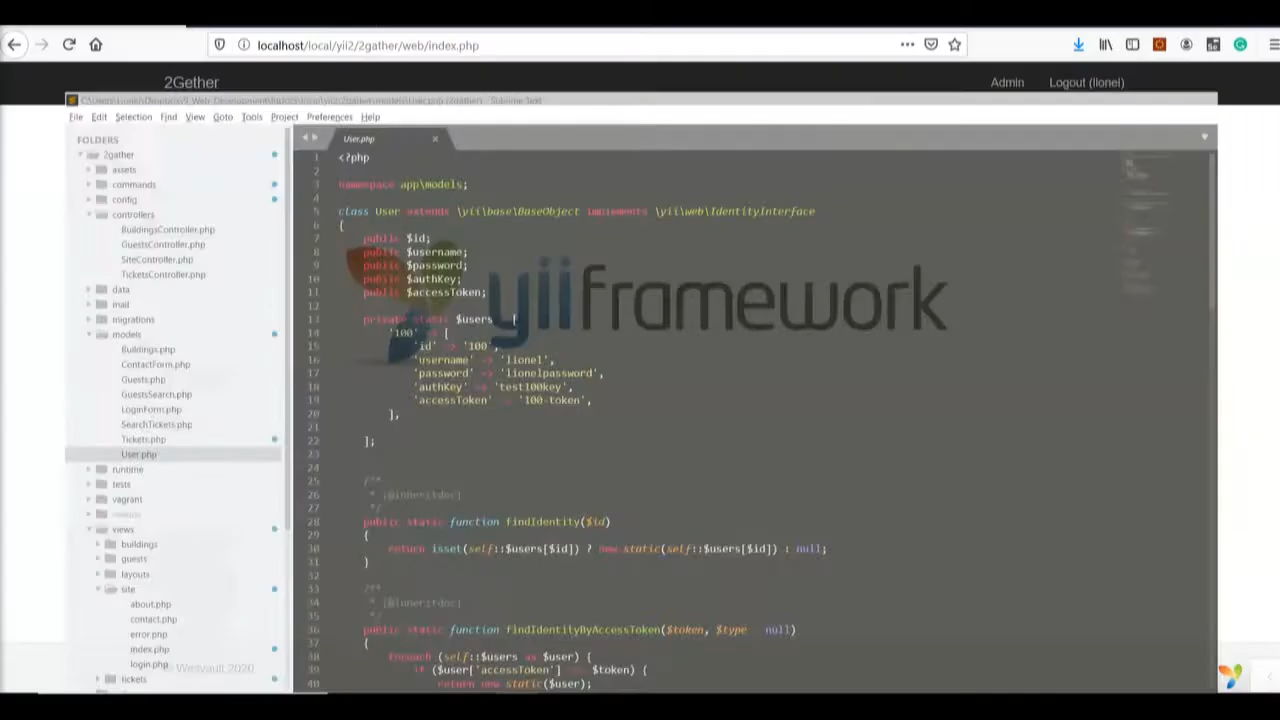 localhost/local/yii2/2gather/web/index.php
2Gether
Admin Logout (lionel)
File Edit Selection Find View Goto Tools Project Preferences Help
FOLDERS
2gather
assets
commands
config
controllers
BuildingsController.php
GuestsController.php
SiteController.php
TicketsController.php
data
mail
migrations
models
Buildings.php
ContactForm.php
Guests.php
GuestsSearch.php
LoginForm.php
SearchTickets.php
Tickets.php
User.php
runtime
tests
vagrant
views
buildings
guests
layouts
site
about.php
contact.php
error.php
index.php
login.php
tickets
© Westvault 2020
User.php
1 <?php
2
3 namespace app\models;
4
5 class User extends \yii\base\BaseObject implements \yii\web\IdentityInterface
6 {
7 public $id;
8 public $username;
9 public $password;
10 public $authKey;
11 public $accessToken;
12
13 private static $users = [
14 '100' => [
15 'id' => '100',
16 'username' => 'lionel',
17 'password' => 'lionelpassword',
18 'authKey' => 'test100key',
19 'accessToken' => '100-token',
20 ],
21
22 ];
23
24
25 /**
26 * {@inheritdoc}
27 */
28 public static function findIdentity($id)
29 {
30 return isset(self::$users[$id]) ? new static(self::$users[$id]) : null;
31 }
32
33 /**
34 * {@inheritdoc}
35 */
36 public static function findIdentityByAccessToken($token, $type = null)
37 {
38 foreach (self::$users as $user) {
39 if ($user['accessToken'] === $token) {
40 return new static($user);
yiiframework